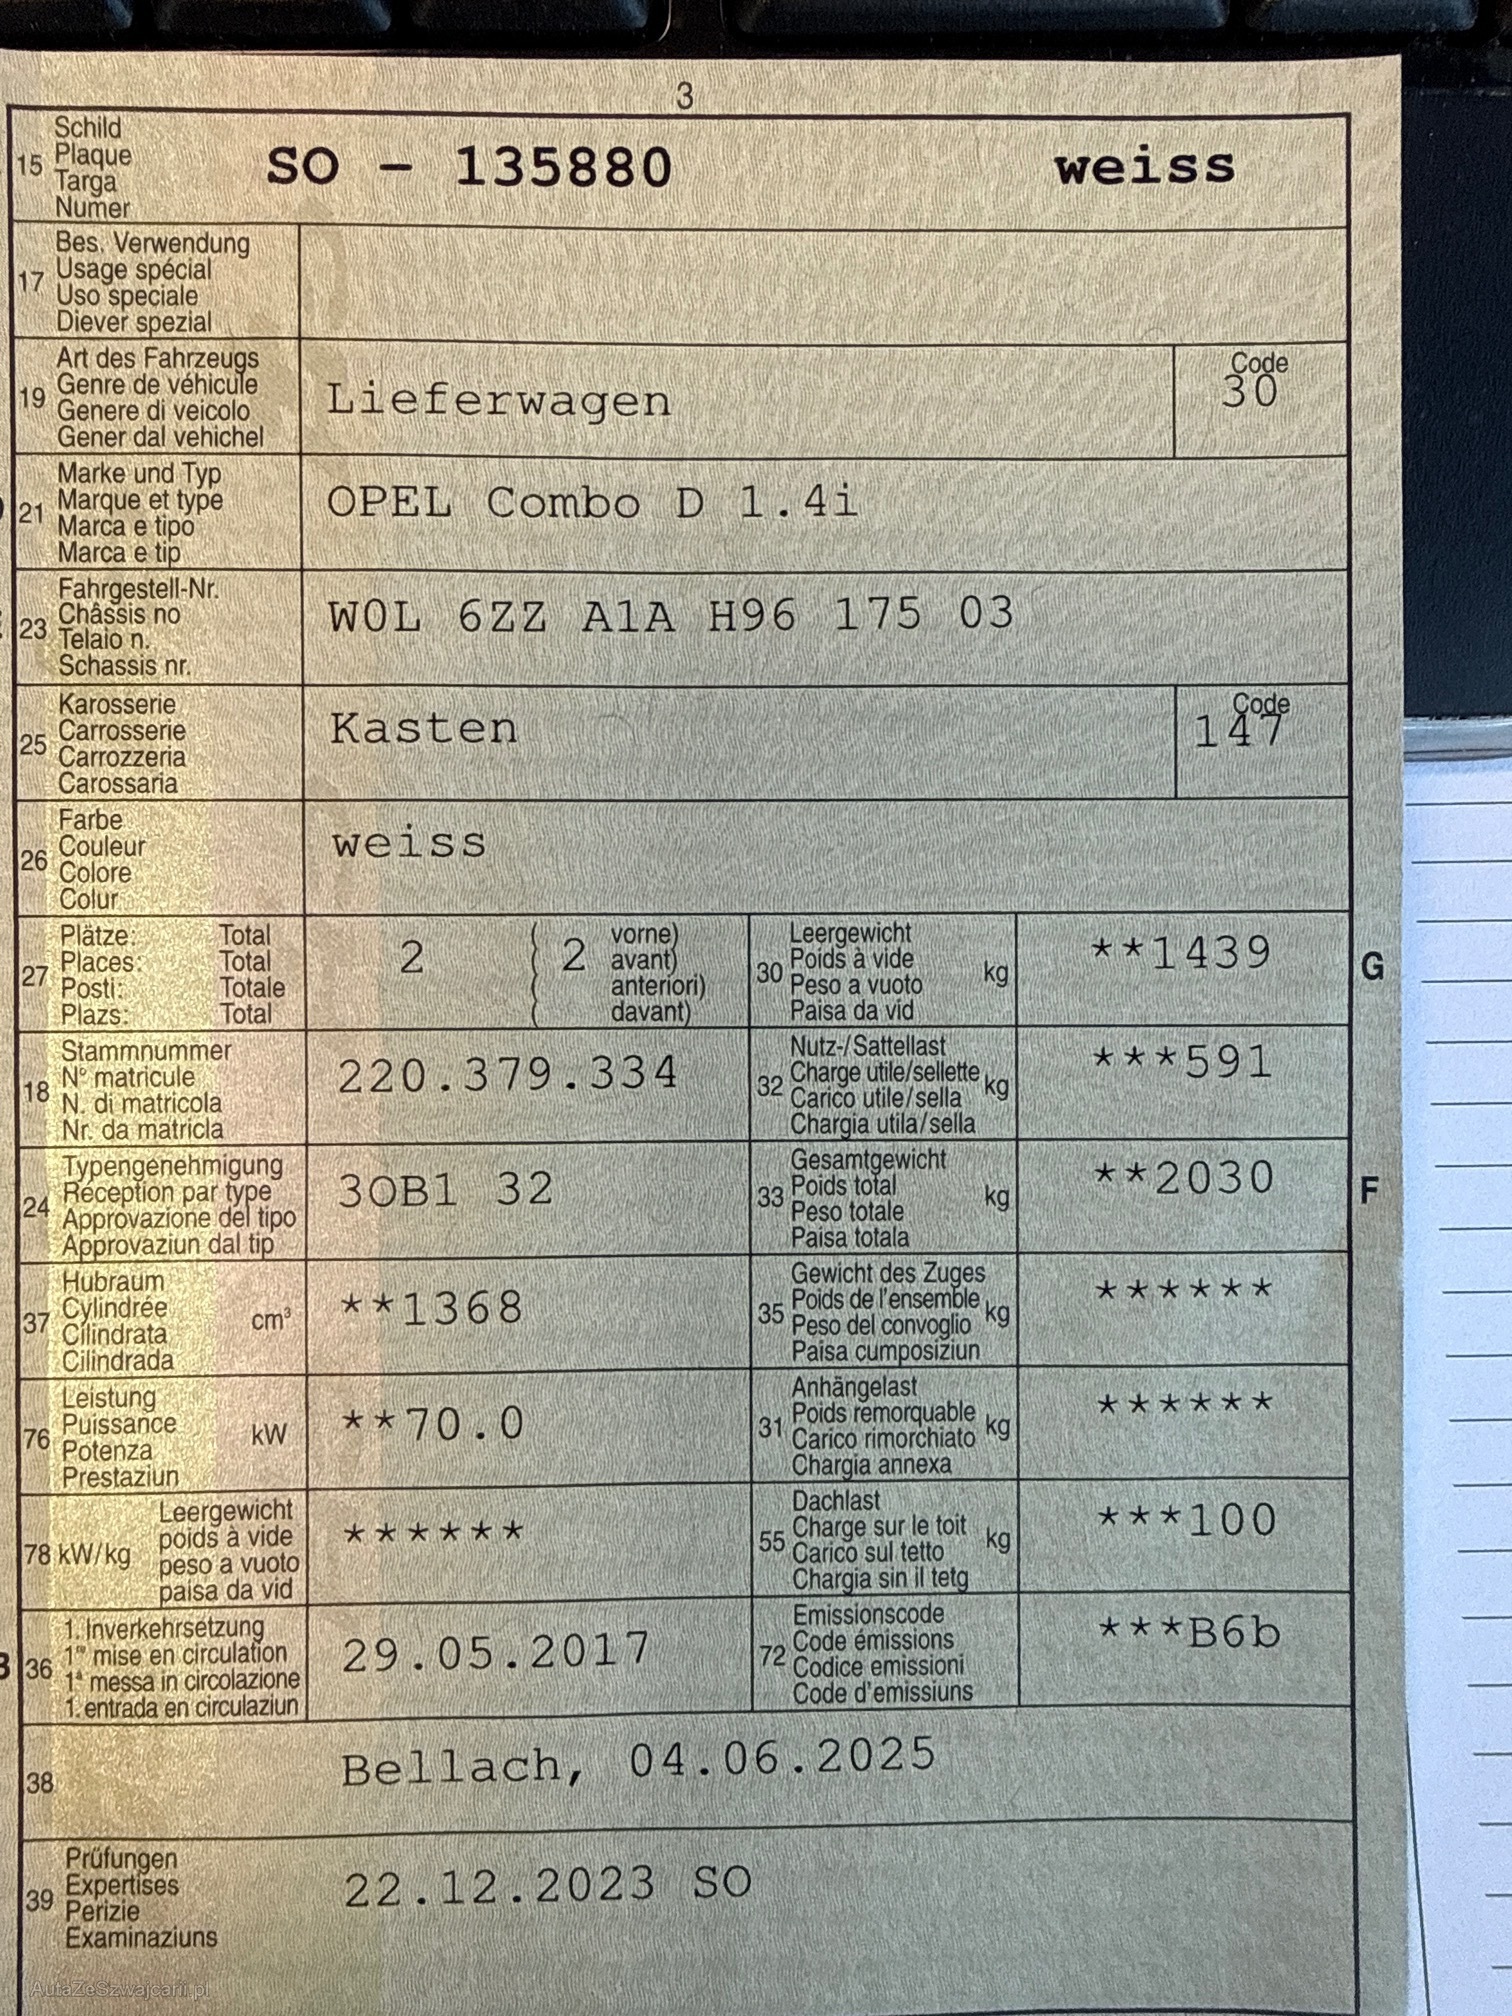 3
15 Schild
Plaque
Targa
Numer
SO - 135880 weiss
17 Bes. Verwendung
Usage spécial
Uso speciale
Diever spezial
19 Art des Fahrzeugs
Genre de véhicule
Genere di veicolo
Gener dal vehichel
Lieferwagen
Code
30
21 Marke und Typ
Marque et type
Marca e tipo
Marca e tip
OPEL Combo D 1.4i
23 Fahrgestell-Nr.
Châssis no
Telaio n.
Schassis nr.
W0L 6ZZ A1A H96 175 03
25 Karosserie
Carrosserie
Carrozzeria
Carossaria
Kasten
Code
147
26 Farbe
Couleur
Colore
Colur
weiss
27 Plätze: Total
Places: Total
Posti: Totale
Plazs: Total
2 ( 2 vorne)
( avant)
( anteriori)
( davant)
30 Leergewicht
Poids à vide
Peso a vuoto
Paisa da vid
kg
**1439
G
18 Stammnummer
N° matricule
N. di matricola
Nr. da matricla
220.379.334
32 Nutz-/Sattellast
Charge utile/sellette
Carico utile/sella
Chargia utila/sella
kg
***591
24 Typengenehmigung
Réception par type
Approvazione del tipo
Approvaziun dal tip
3OB1 32
33 Gesamtgewicht
Poids total
Peso totale
Paisa totala
kg
**2030
F
37 Hubraum
Cylindrée
Cilindrata
Cilindrada
cm³
**1368
35 Gewicht des Zuges
Poids de l'ensemble
Peso del convoglio
Paisa cumposiziun
kg
******
76 Leistung
Puissance
Potenza
Prestaziun
kW
**70.0
31 Anhängelast
Poids remorquable
Carico rimorchiato
Chargia annexa
kg
******
78 kW/kg
Leergewicht
poids à vide
peso a vuoto
paisa da vid
******
55 Dachlast
Charge sur le toit
Carico sul tetto
Chargia sin il tetg
kg
***100
36 1. Inverkehrsetzung
1re mise en circulation
1a messa in circolazione
1. entrada en circulaziun
29.05.2017
72 Emissionscode
Code émissions
Codice emissioni
Code d'emissiuns
***B6b
38
Bellach, 04.06.2025
39 Prüfungen
Expertises
Perizie
Examinaziuns
22.12.2023 SO
AutaZeSzwajcarii.pl